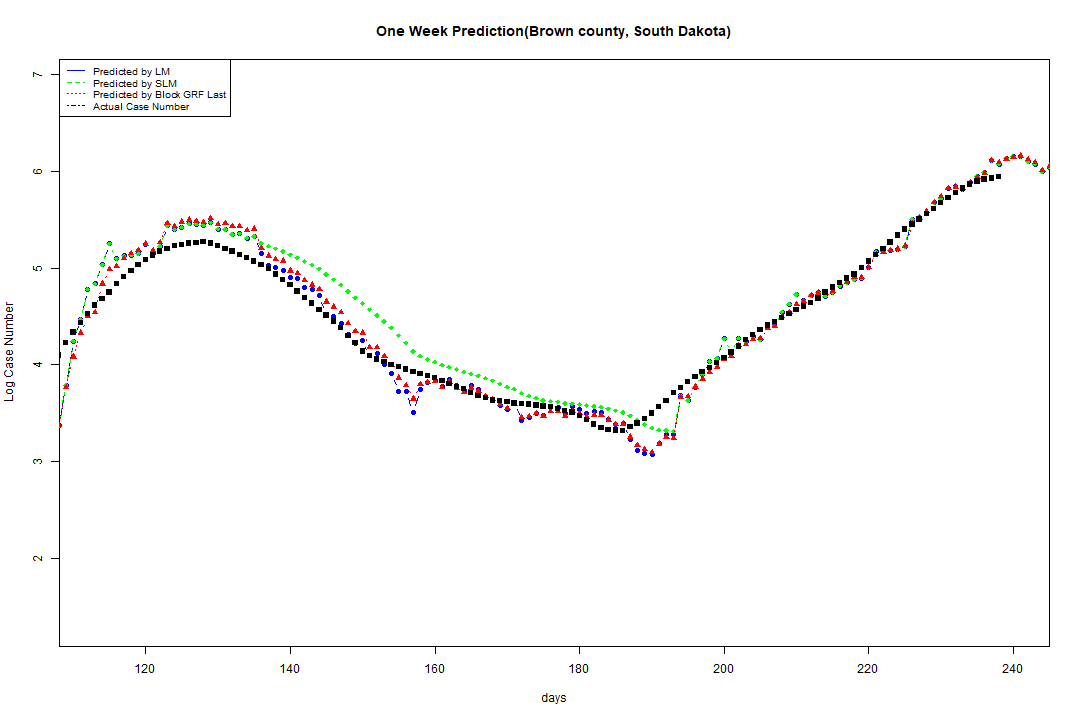 One Week Prediction(Brown county, South Dakota)
Predicted by LM
Predicted by SLM
Predicted by Block GRF Last
Actual Case Number
7
6
5
4
3
2
Log Case Number
120 140 160 180 200 220 240
days